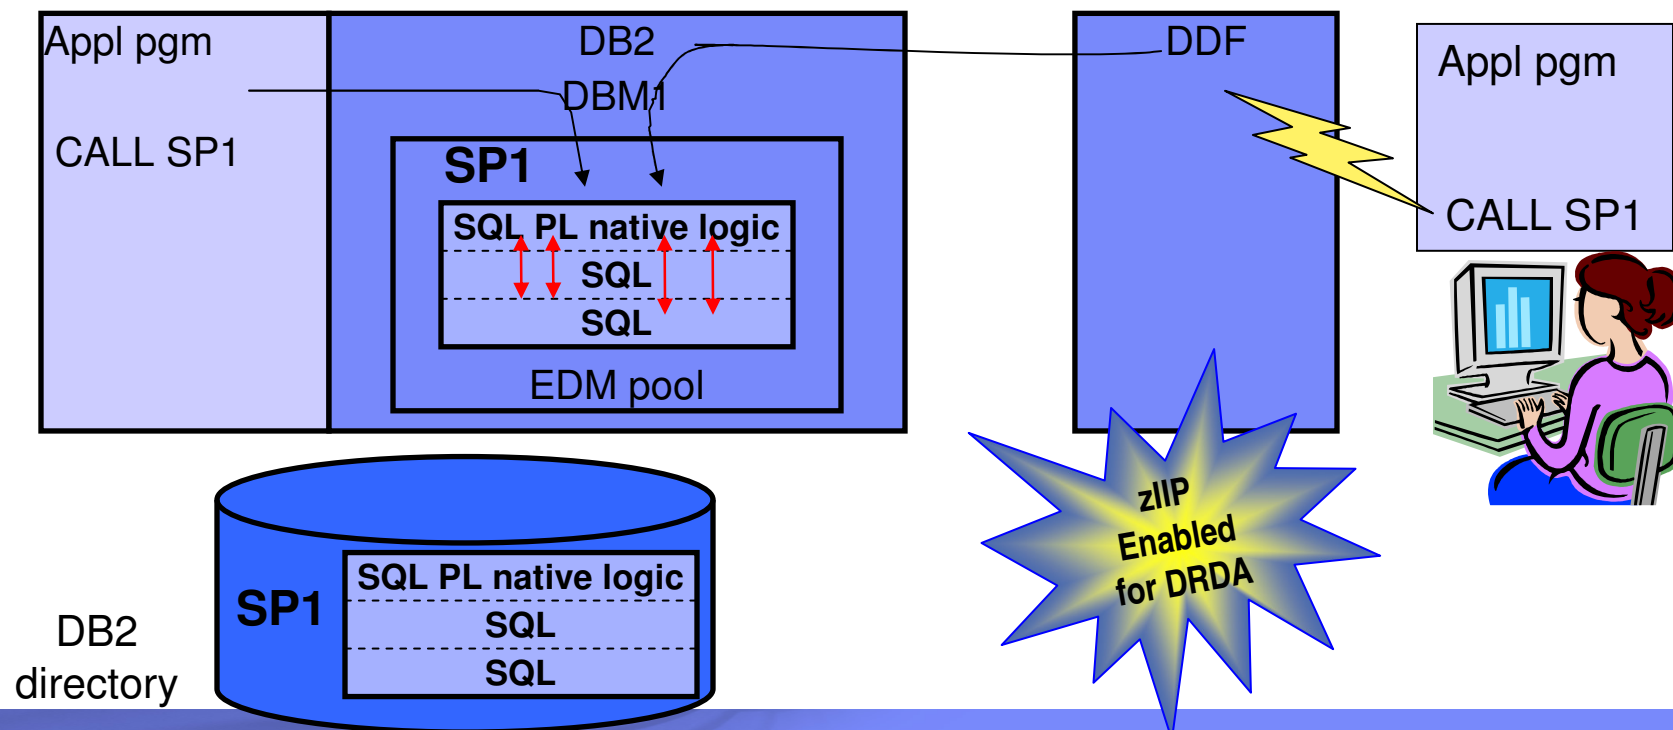 Appl pgm
CALL SP1
DB2
DBM1
SP1
SQL PL native logic
SQL
SQL
EDM pool
DDF
Appl pgm
CALL SP1
zIIP
Enabled
for DRDA
DB2
directory
SP1
SQL PL native logic
SQL
SQL